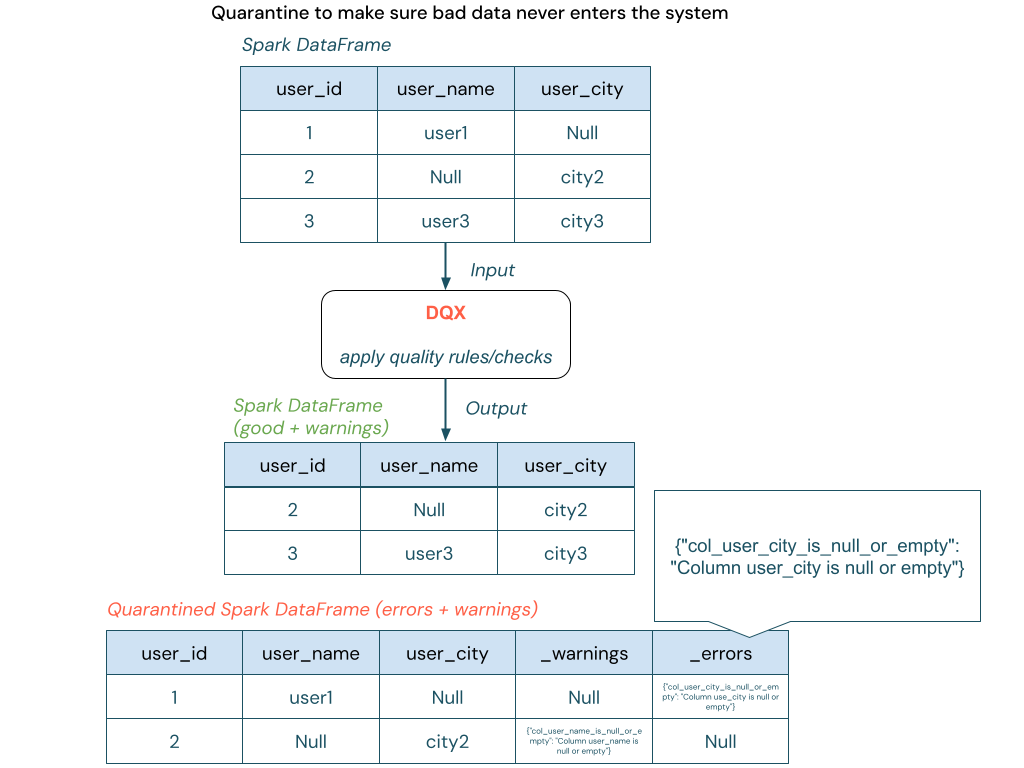 Quarantine to make sure bad data never enters the system
Spark DataFrame
user_id user_name user_city
1 user1 Null
2 Null city2
3 user3 city3
Input
DQX
apply quality rules/checks
Output
Spark DataFrame
(good + warnings)
user_id user_name user_city
2 Null city2
3 user3 city3
{"col_user_city_is_null_or_empty":
"Column user_city is null or empty"}
Quarantined Spark DataFrame (errors + warnings)
user_id user_name user_city _warnings _errors
1 user1 Null Null
{"col_user_city_is_null_or_em
pty": "Column use_city is null or
empty"}
2 Null city2
{"col_user_name_is_null_or_e
mpty": "Column user_name is
null or empty"}
Null